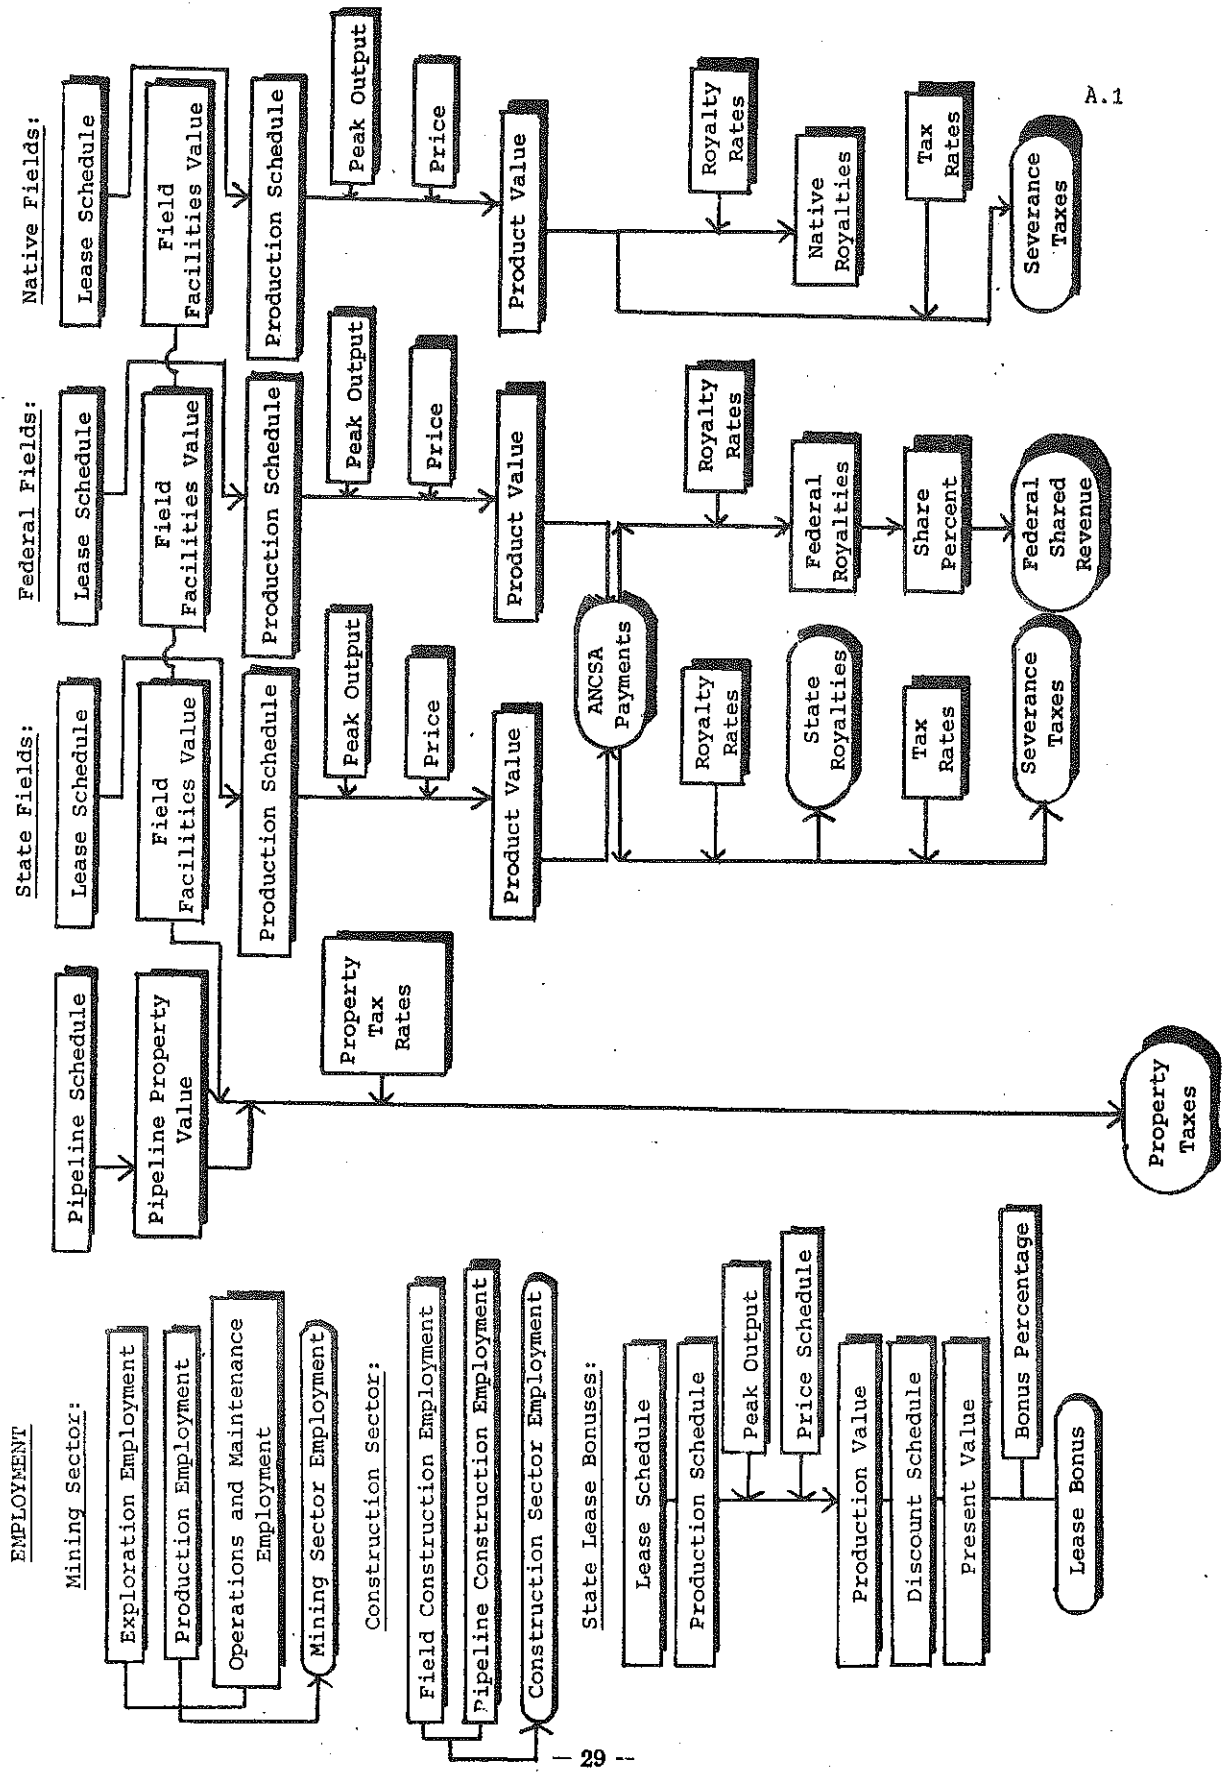 EMPLOYMENT
Mining Sector:
Exploration Employment
Production Employment
Operations and Maintenance
Employment
Mining Sector Employment
Construction Sector:
Field Construction Employment
Pipeline Construction Employment
Construction Sector Employment
State Lease Bonuses:
Lease Schedule
Production Schedule
Peak Output
Price Schedule
Production Value
Discount Schedule
Present Value
Bonus Percentage
Lease Bonus
Pipeline Schedule
Pipeline Property
Value
Property
Tax
Rates
Property
Taxes
State Fields:
Lease Schedule
Field
Facilitics Value
Production Schedule
Peak Output
Price
Product Value
ANCSA
Payments
Royalty
Rates
State
Royalties
Tax
Rates
Severance
Taxes
Federal Fields:
Lease Schedule
Field
Facilities Value
Production Schedule
Peak Output
Price
Product Value
Royalty
Rates
Federal
Royalties
Share
Percent
Federal
Shared
Revenue
Native Fields:
Lease Schedule
Field
Facilities Value
Production Schedule
Peak Output
Price
Product Value
Royalty
Rates
Native
Royalties
Tax
Rates
Severance
Taxes
A.1
— 29 --